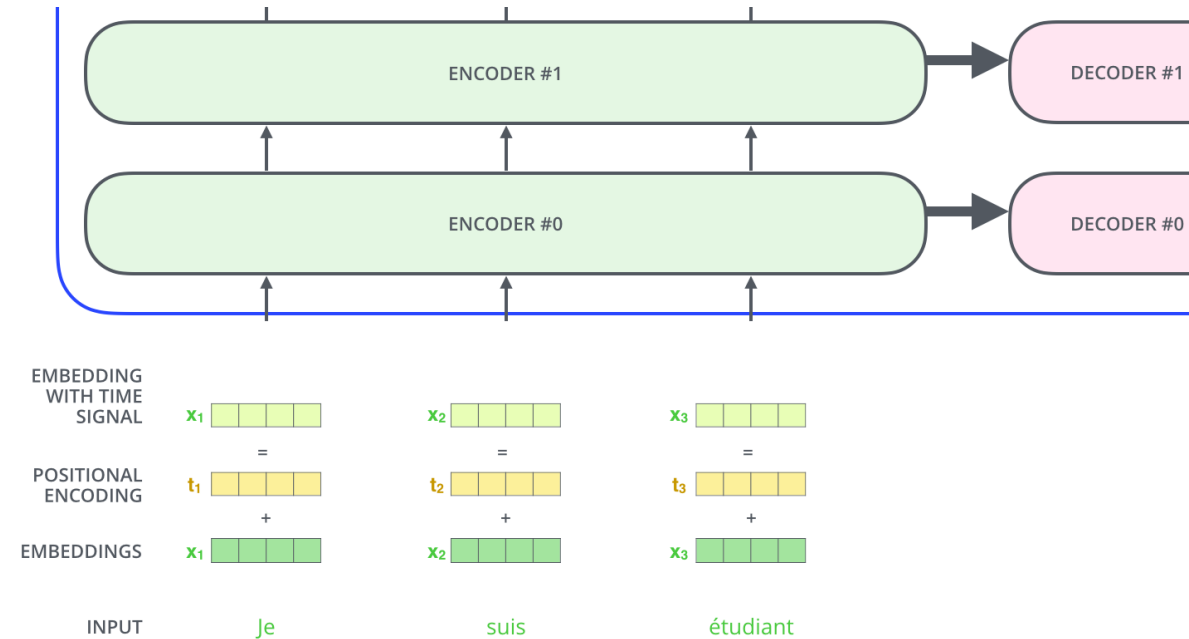 ENCODER #1
DECODER #1
ENCODER #0
DECODER #0
EMBEDDING
WITH TIME
SIGNAL
x₁
x₂
x₃
= = =
POSITIONAL
ENCODING
t₁
t₂
t₃
+ + +
EMBEDDINGS
x₁
x₂
x₃
INPUT
Je
suis
étudiant